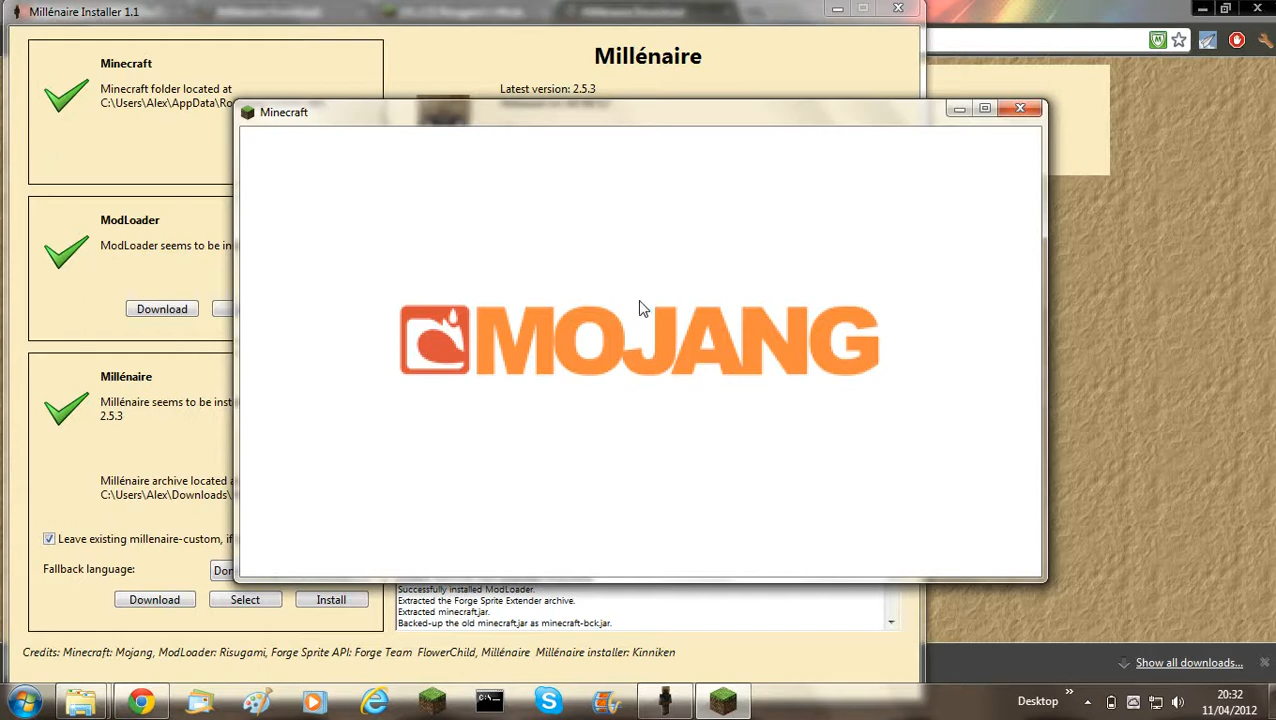 Millénaire Installer 1.1
Minecraft
Minecraft folder located at
C:\Users\Alex\AppData\Ro
ModLoader
ModLoader seems to be in
Download
Millénaire
Millénaire seems to be inst
2.5.3
Millénaire archive located a
C:\Users\Alex\Downloads\
Leave existing millenaire-custom, if
Fallback language:
Don
Download
Select
Install
Millénaire
Latest version: 2.5.3
Minecraft
MOJANG
Successfully installed ModLoader.
Extracted the Forge Sprite Extender archive.
Extracted minecraft.jar.
Backed-up the old minecraft.jar as minecraft-bck.jar.
Credits: Minecraft: Mojang, ModLoader: Risugami, Forge Sprite API: Forge Team FlowerChild, Millénaire Millénaire installer: Kinniken
Show all downloads...
C:\.
Desktop
20:32
11/04/2012